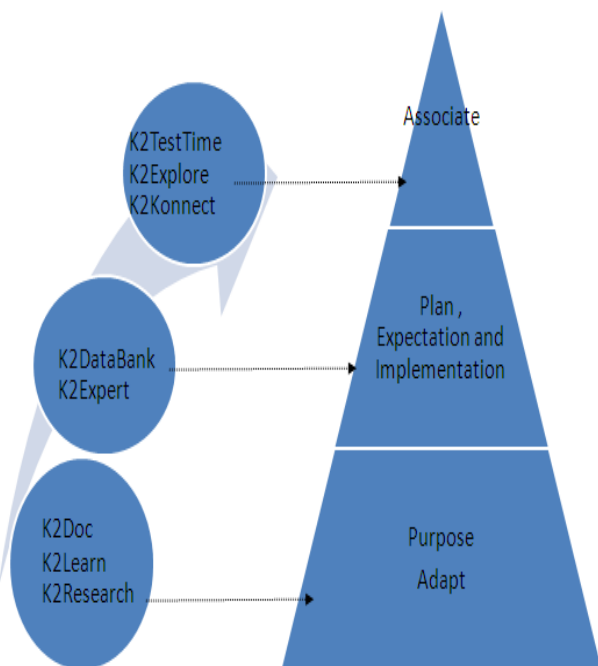 Associate
K2TestTime
K2Explore
K2Konnect
Plan ,
Expectation and
Implementation
K2DataBank
K2Expert
K2Doc
K2Learn
K2Research
Purpose
Adapt